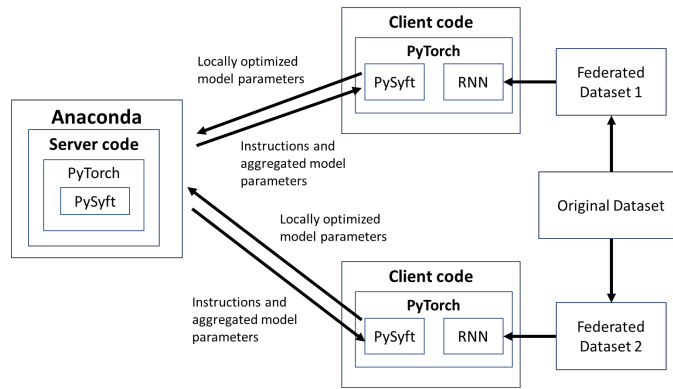 Client code
PyTorch
PySyft
RNN
Federated
Dataset 1
Locally optimized
model parameters
Anaconda
Server code
PyTorch
PySyft
Instructions and
aggregated model
parameters
Original Dataset
Locally optimized
model parameters
Client code
PyTorch
PySyft
RNN
Federated
Dataset 2
Instructions and
aggregated model
parameters